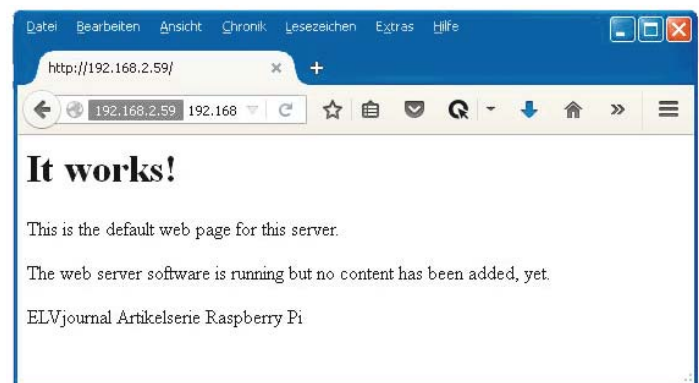 Datei Bearbeiten Ansicht Chronik Lesezeichen Extras Hilfe
http://192.168.2.59/
192.168.2.59 192.168
It works!
This is the default web page for this server.
The web server software is running but no content has been added, yet.
ELVjournal Artikelserie Raspberry Pi